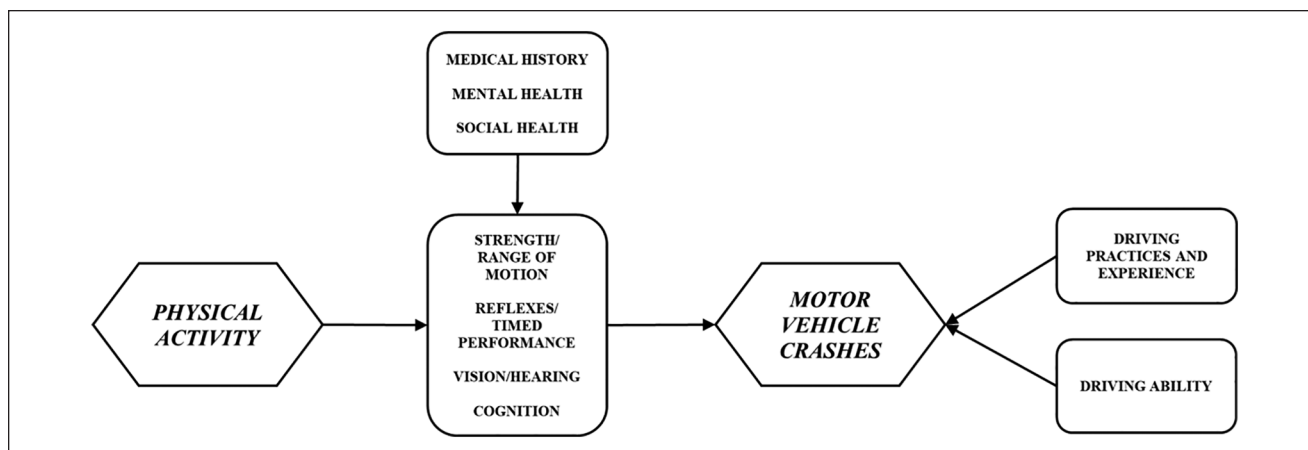 MEDICAL HISTORY
MENTAL HEALTH
SOCIAL HEALTH
PHYSICAL
ACTIVITY
STRENGTH/
RANGE OF
MOTION
REFLEXES/
TIMED
PERFORMANCE
VISION/HEARING
COGNITION
MOTOR
VEHICLE
CRASHES
DRIVING
PRACTICES AND
EXPERIENCE
DRIVING ABILITY